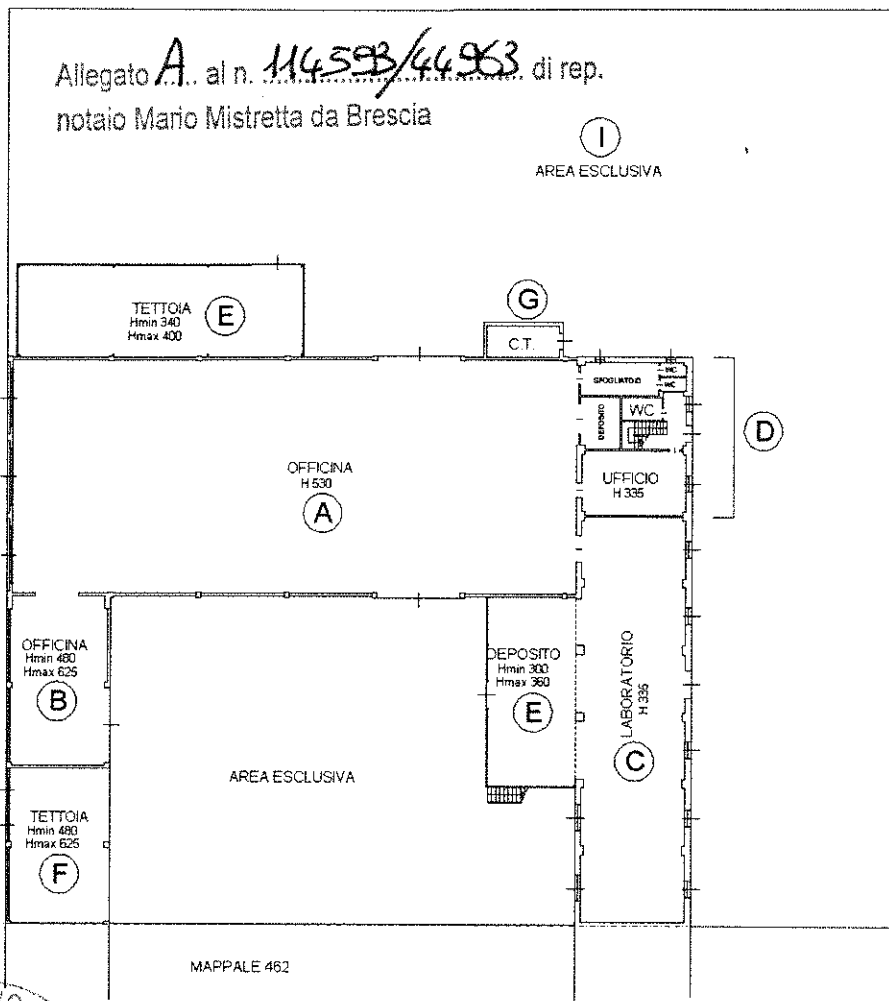 Allegato A al n. 114593/44963 di rep.
notaio Mario Mistretta da Brescia
I
AREA ESCLUSIVA
TETTOIA
Hmin 340
Hmax 400
E
G
C.T.
SPOGLIATOIO
WC
WC
DEPOSITO
WC
D
OFFICINA
H 530
A
UFFICIO
H 335
OFFICINA
Hmin 480
Hmax 625
B
DEPOSITO
Hmin 300
Hmax 360
E
LABORATORIO
H 335
C
AREA ESCLUSIVA
TETTOIA
Hmin 480
Hmax 625
F
MAPPALE 462